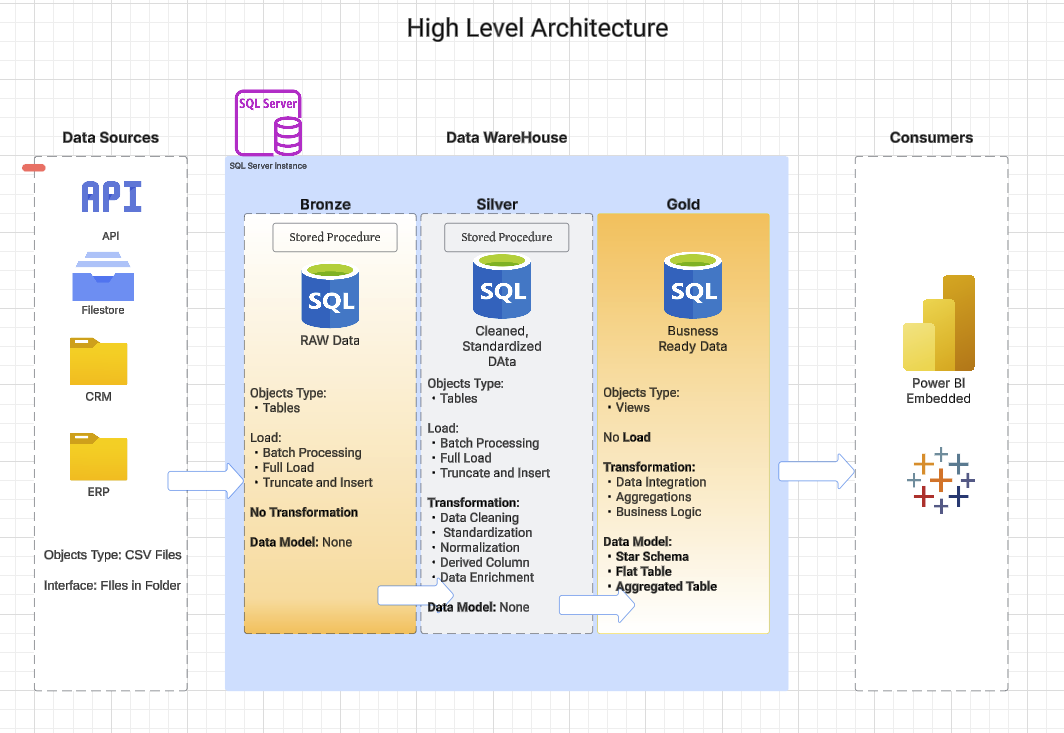 High Level Architecture
SQL Server
Data Sources
Data WareHouse
Consumers
SQL Server Instance
API
API
Filestore
CRM
ERP
Objects Type: CSV Files
Interface: FIles in Folder
Bronze
Stored Procedure
SQL
RAW Data
Objects Type:
• Tables
Load:
• Batch Processing
• Full Load
• Truncate and Insert
No Transformation
Data Model: None
Silver
Stored Procedure
SQL
Cleaned,
Standardized
DAta
Objects Type:
• Tables
Load:
• Batch Processing
• Full Load
• Truncate and Insert
Transformation:
• Data Cleaning
• Standardization
• Normalization
• Derived Column
• Data Enrichment
Data Model: None
Gold
SQL
Busness
Ready Data
Objects Type:
• Views
No Load
Transformation:
• Data Integration
• Aggregations
• Business Logic
Data Model:
• Star Schema
• Flat Table
• Aggregated Table
Power BI
Embedded